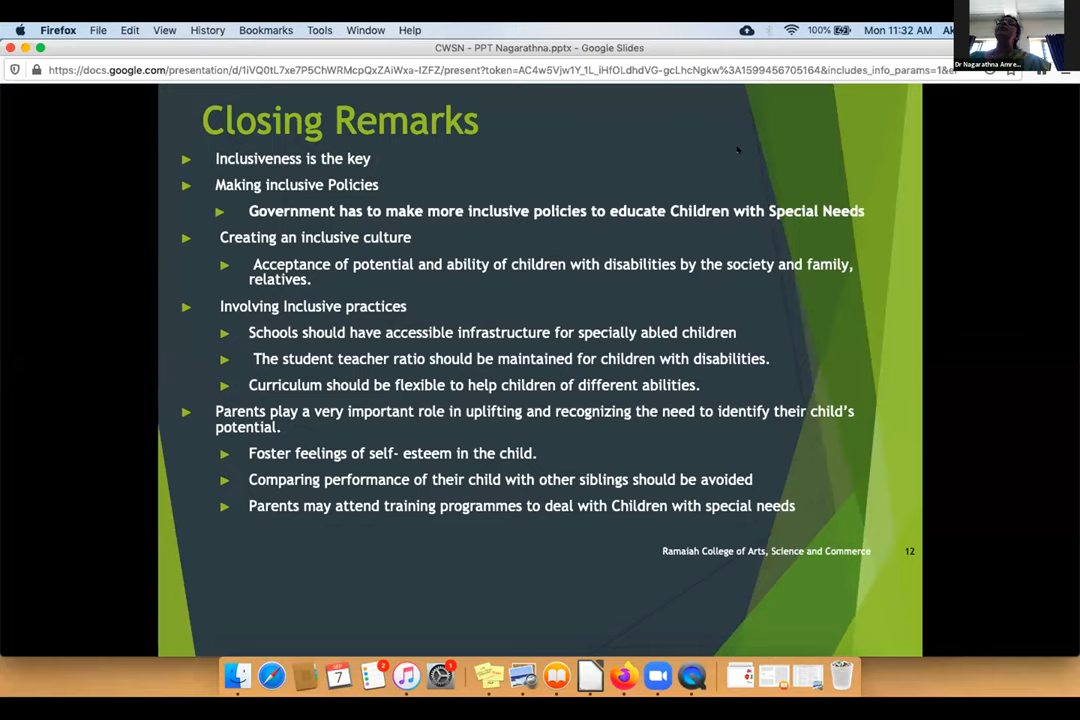 Firefox File Edit View History Bookmarks Tools Window Help 100% Mon 11:32 AM
CWSN - PPT Nagarathna.pptx - Google Slides
https://docs.google.com/presentation/d/1iVQ0tL7xe7P5ChWRMcpQxZAiWxa-IZFZ/present?token=AC4w5Vjw1Y_1L_iHfOLdhdVG-gcLhcNgkw%3A1599456705164&includes_info_params=1&e
Dr Nagarathna Amre...
Closing Remarks
Inclusiveness is the key
Making inclusive Policies
Government has to make more inclusive policies to educate Children with Special Needs
Creating an inclusive culture
Acceptance of potential and ability of children with disabilities by the society and family,
relatives.
Involving Inclusive practices
Schools should have accessible infrastructure for specially abled children
The student teacher ratio should be maintained for children with disabilities.
Curriculum should be flexible to help children of different abilities.
Parents play a very important role in uplifting and recognizing the need to identify their child's
potential.
Foster feelings of self- esteem in the child.
Comparing performance of their child with other siblings should be avoided
Parents may attend training programmes to deal with Children with special needs
Ramaiah College of Arts, Science and Commerce 12
SEP
7
2
1